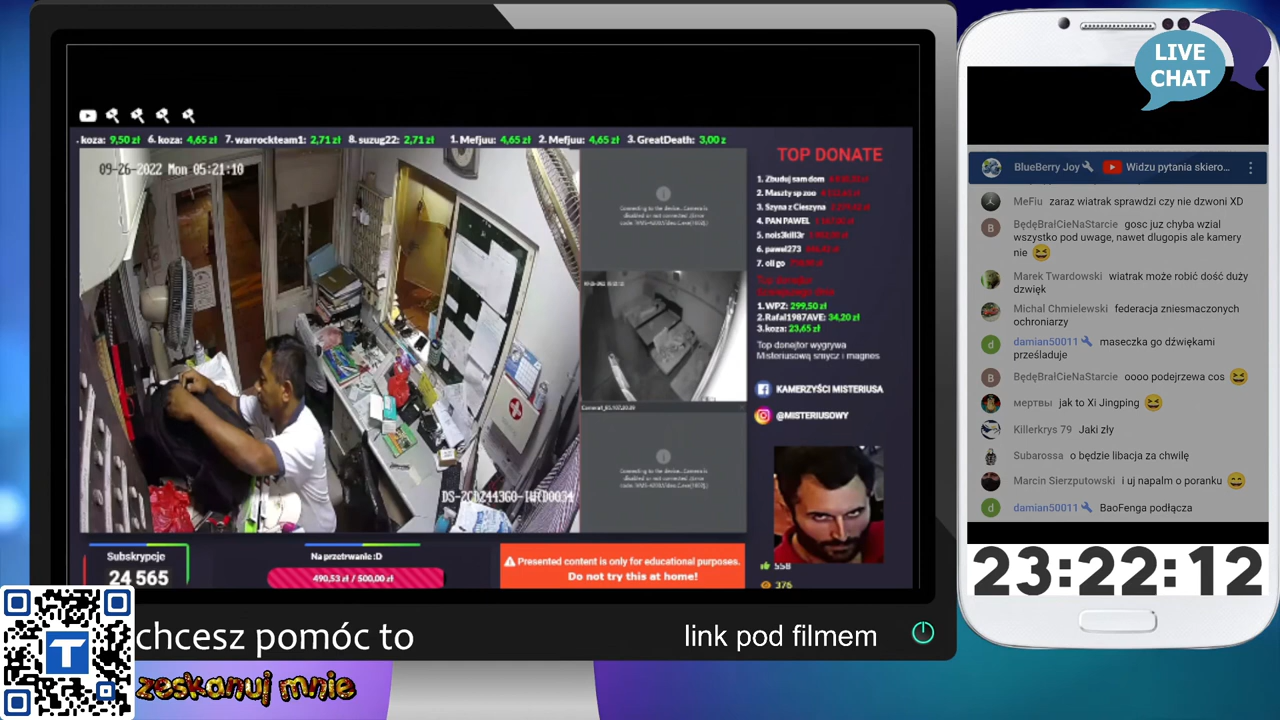 . koza: 9,50 zł 6. koza: 4,65 zł 7. warrockteam1: 2,71 zł 8. suzug22: 2,71 zł 1. Mefjuu: 4,65 zł 2. Mefjuu: 4,65 zł 3. GreatDeath: 3,00 z
09-26-2022 Mon 05:21:10
TOP DONATE
1. Zbuduj sam dom
2. Maszty sp zoo
3. Szyna z Cieszyna
4. PAN PAWEL
5. nois3kill3r
6. pawel273
7. oli go
1.WPZ: 299,50 zł
2.Rafal1987AVE: 34,20 zł
3.koza: 23,65 zł
Top donejtor wygrywa
Misteriusową smycz i magnes
KAMERZYŚCI MISTERIUSA
@MISTERIUSOWY
Subskrypcje
24 565
Na przetrwanie :D
490,53 zł / 500,00 zł
Presented content is only for educational purposes.
Do not try this at home!
558
376
chcesz pomóc to
link pod filmem
T
zeskanuj mnie
LIVE
CHAT
BlueBerry Joy Widzu pytania skiero...
MeFiu zaraz wiatrak sprawdzi czy nie dzwoni XD
B BędęBrałCieNaStarcie gosc juz chyba wzial
wszystko pod uwage, nawet dlugopis ale kamery
nie
Marek Twardowski wiatrak może robić dość duży
dzwięk
Michal Chmielewski federacja zniesmaczonych
ochroniarzy
d damian50011 maseczka go dźwiękami
prześladuje
B BędęBrałCieNaStarcie oooo podejrzewa cos
мертвы jak to Xi Jingping
Killerkrys 79 Jaki zły
Subarossa o będzie libacja za chwilę
Marcin Sierzputowski i uj napalm o poranku
d damian50011 BaoFenga podłącza
23:22:12